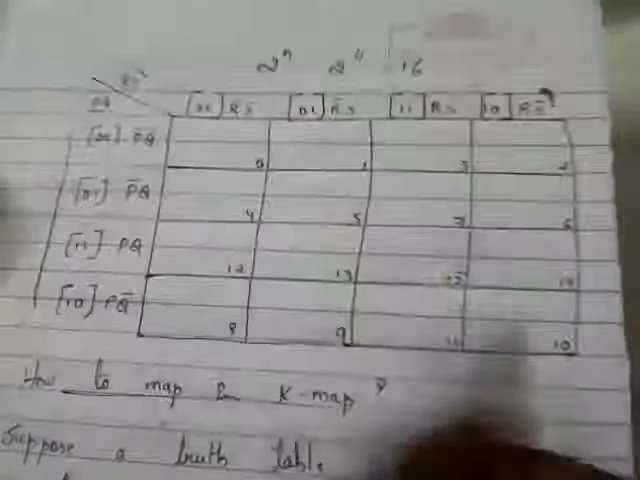 2ⁿ 2⁴ 16
RS
PQ [00] R̅S̅ [01] R̅S [11] RS [10] RS̅
[00] P̅Q̅
0 1 3 2
[01] P̅Q
4 5 7 6
[11] PQ
12 13 15 14
[10] PQ̅
8 9 11 10
How to map in K-map ?
Suppose a truth table